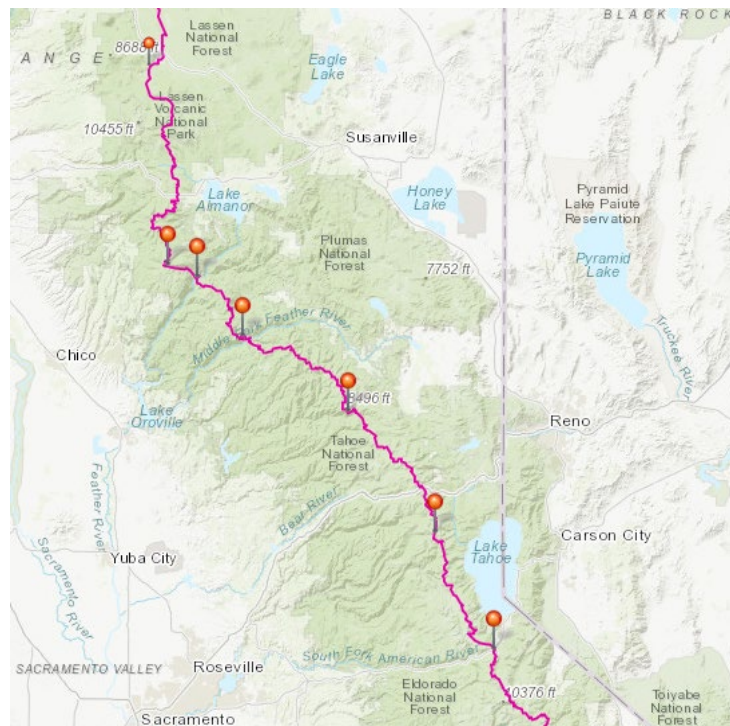 BLACK ROCK
Lassen
National
Forest
8688 ft
A N G E
Eagle
Lake
Lassen
Volcanic
National
Park
10455 ft
Susanville
Lake
Almanor
Honey
Lake
Pyramid
Lake Paiute
Reservation
Pyramid
Lake
Plumas
National
Forest
7752 ft
Truckee
River
Middle Fork Feather River
Chico
8496 ft
Lake
Oroville
Reno
Tahoe
National
Forest
Feather
River
Bear River
Lake
Tahoe
Carson City
Yuba City
Sacramento
River
South Fork American River
SACRAMENTO VALLEY
Roseville
Eldorado
National
Forest
10376 ft
Toiyabe
National
Forest
Sacramento